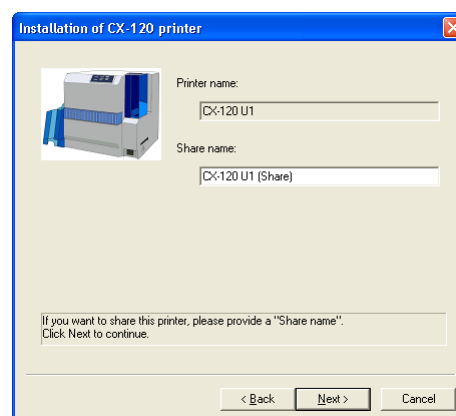 Installation of CX-120 printer
Printer name:
CX-120 U1
Share name:
CX-120 U1 (Share)
If you want to share this printer, please provide a "Share name".
Click Next to continue.
< Back
Next >
Cancel